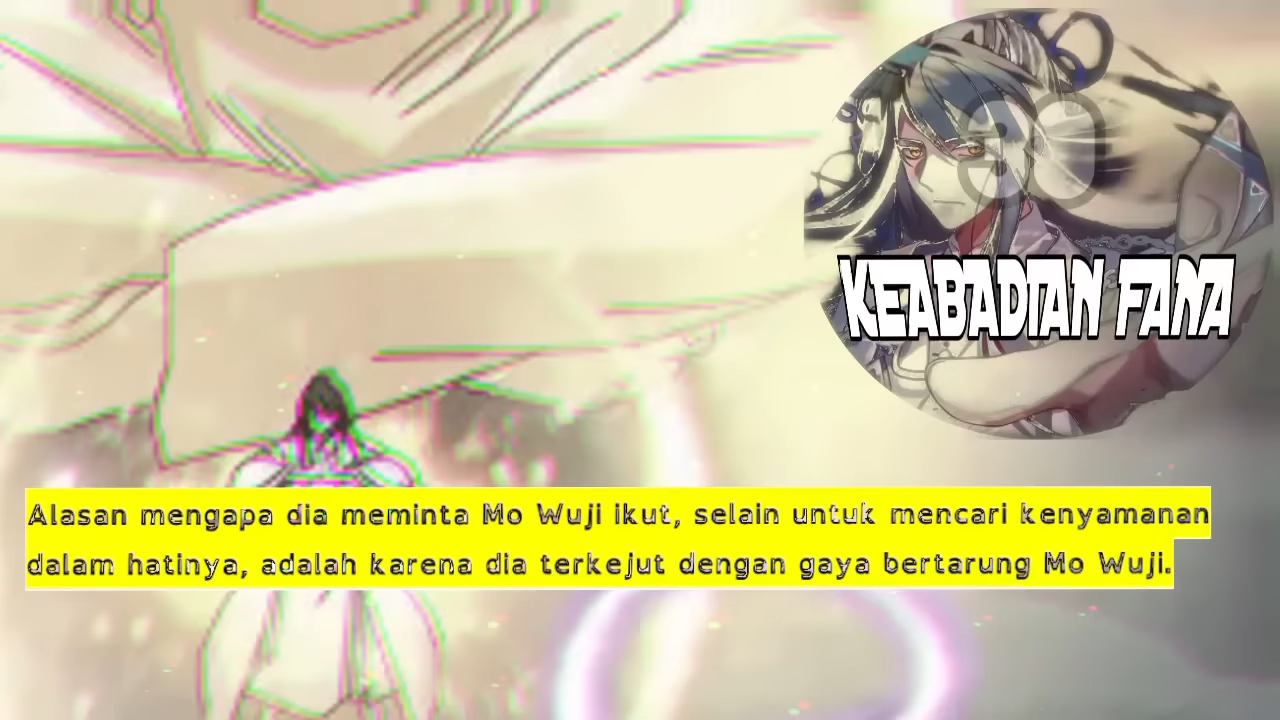 KEABADIAN FANA
Alasan mengapa dia meminta Mo Wuji ikut, selain untuk mencari kenyamanan
dalam hatinya, adalah karena dia terkejut dengan gaya bertarung Mo Wuji.